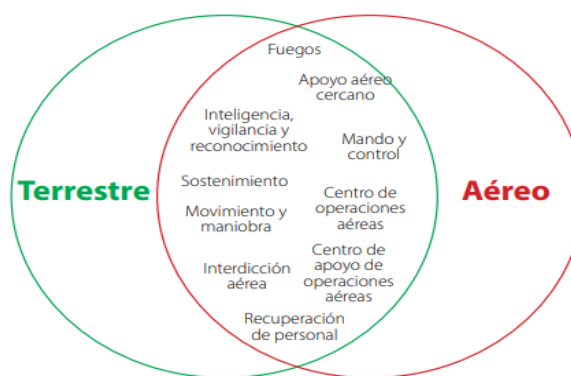 Fuegos
Apoyo aéreo
cercano
Inteligencia,
vigilancia y
reconocimiento
Mando y
control
Terrestre
Sostenimiento
Movimiento y
maniobra
Centro de
operaciones
aéreas
Aéreo
Interdicción
aérea
Centro de
apoyo de
operaciones
aéreas
Recuperación
de personal